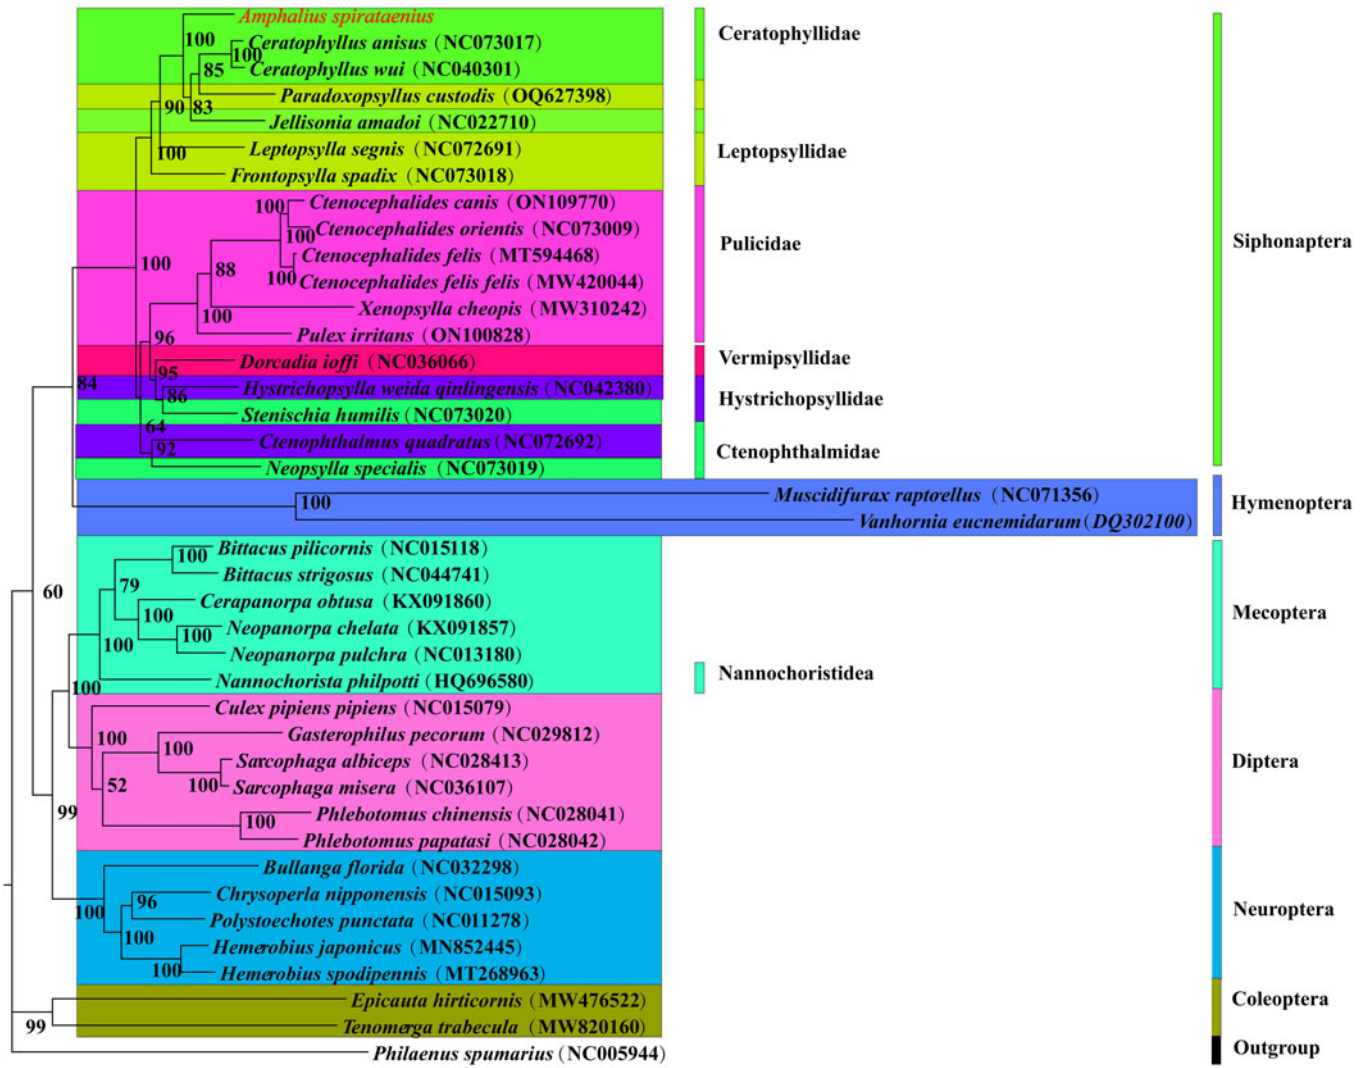 Amphalius spirataenius
Ceratophyllus anisus (NC073017)
Ceratophyllus wui (NC040301)
Paradoxopsyllus custodis (OQ627398)
Jellisonia amadoi (NC022710)
Leptopsylla segnis (NC072691)
Frontopsylla spadix (NC073018)
Ctenocephalides canis (ON109770)
Ctenocephalides orientis (NC073009)
Ctenocephalides felis (MT594468)
Ctenocephalides felis felis (MW420044)
Xenopsylla cheopis (MW310242)
Pulex irritans (ON100828)
Dorcadia ioffi (NC036066)
Hystrichopsylla weida qinlingensis (NC042380)
Stenischia humilis (NC073020)
Ctenophthalmus quadratus (NC072692)
Neopsylla specialis (NC073019)
Muscidifurax raptorellus (NC071356)
Vanhornia eucnemidarum (DQ302100)
Bittacus pilicornis (NC015118)
Bittacus strigosus (NC044741)
Cerapanorpa obtusa (KX091860)
Neopanorpa chelata (KX091857)
Neopanorpa pulchra (NC013180)
Nannochorista philpotti (HQ696580)
Culex pipiens pipiens (NC015079)
Gasterophilus pecorum (NC029812)
Sarcophaga albiceps (NC028413)
Sarcophaga misera (NC036107)
Phlebotomus chinensis (NC028041)
Phlebotomus papatasi (NC028042)
Bullanga florida (NC032298)
Chrysoperla nipponensis (NC015093)
Polystoechotes punctata (NC011278)
Hemerobius japonicus (MN852445)
Hemerobius spodipennis (MT268963)
Epicauta hirticornis (MW476522)
Tenomerga trabecula (MW820160)
Philaenus spumarius (NC005944)
100
100
85
90
83
100
100
100
100
88
100
100
96
95
84
86
64
92
100
100
79
60
100
100
100
100
100
100
52
100
99
100
96
100
100
100
99
Ceratophyllidae
Leptopsyllidae
Pulicidae
Vermipsyllidae
Hystrichopsyllidae
Ctenophthalmidae
Nannochoristidea
Siphonaptera
Hymenoptera
Mecoptera
Diptera
Neuroptera
Coleoptera
Outgroup